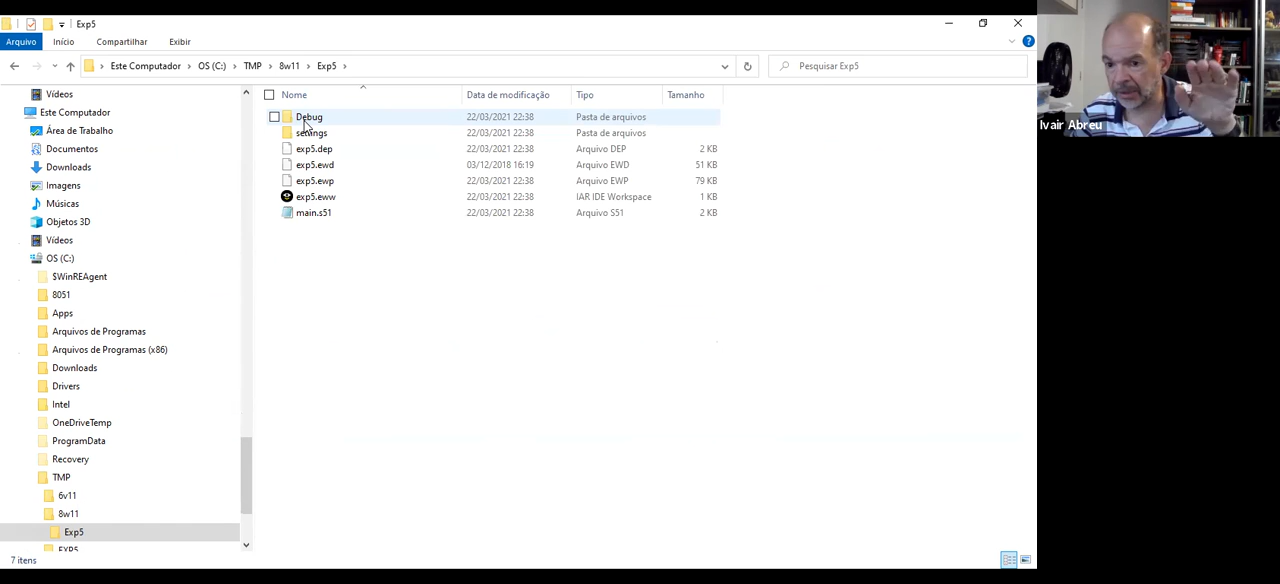 Exp5
Arquivo Início Compartilhar Exibir
Este Computador OS (C:) TMP 8w11 Exp5 Pesquisar Exp5
Ivair Abreu
Nome Data de modificação Tipo Tamanho
Debug 22/03/2021 22:38 Pasta de arquivos
settings 22/03/2021 22:38 Pasta de arquivos
exp5.dep 22/03/2021 22:38 Arquivo DEP 2 KB
exp5.ewd 03/12/2018 16:19 Arquivo EWD 51 KB
exp5.ewp 22/03/2021 22:38 Arquivo EWP 79 KB
exp5.eww 22/03/2021 22:38 IAR IDE Workspace 1 KB
main.s51 22/03/2021 22:38 Arquivo S51 2 KB
Vídeos
Este Computador
Área de Trabalho
Documentos
Downloads
Imagens
Músicas
Objetos 3D
Vídeos
OS (C:)
$WinREAgent
8051
Apps
Arquivos de Programas
Arquivos de Programas (x86)
Downloads
Drivers
Intel
OneDriveTemp
ProgramData
Recovery
TMP
6v11
8w11
Exp5
EXP5
7 itens